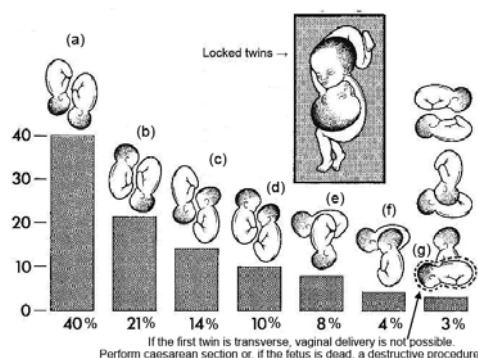 (a)
Locked twins →
(b)
(c)
(d)
(e)
(f)
(g)
40
30
20
10
0
40% 21% 14% 10% 8% 4% 3%
If the first twin is transverse, vaginal delivery is not possible.
Perform caesarean section or, if the fetus is dead, a destructive procedure